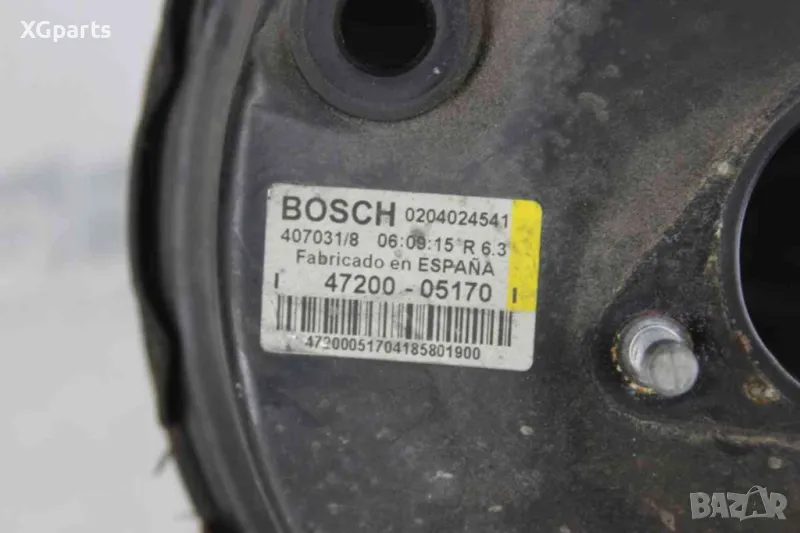 XGparts
BOSCH 0204024541
407031/8 06:09:15 R 6.3
Fabricado en ESPAÑA
47200 - 05170
47200051704185801900
BAZAR